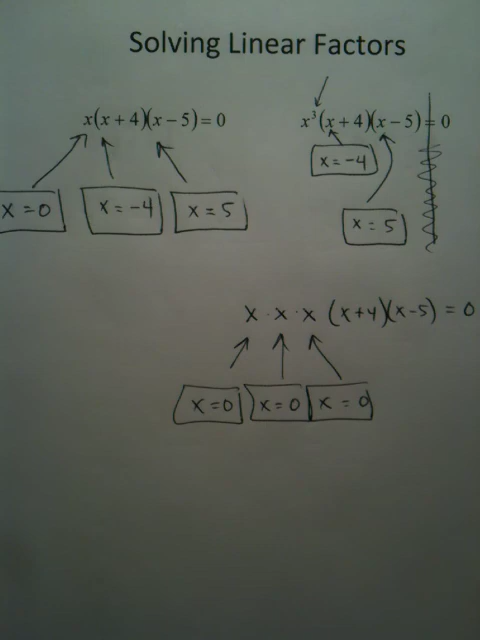 Solving Linear Factors
x(x + 4)(x − 5) = 0
x = 0
x = −4
x = 5
x³(x + 4)(x − 5) = 0
x = −4
x = 5
x · x · x (x+4)(x-5) = 0
x = 0
x = 0
x = 0